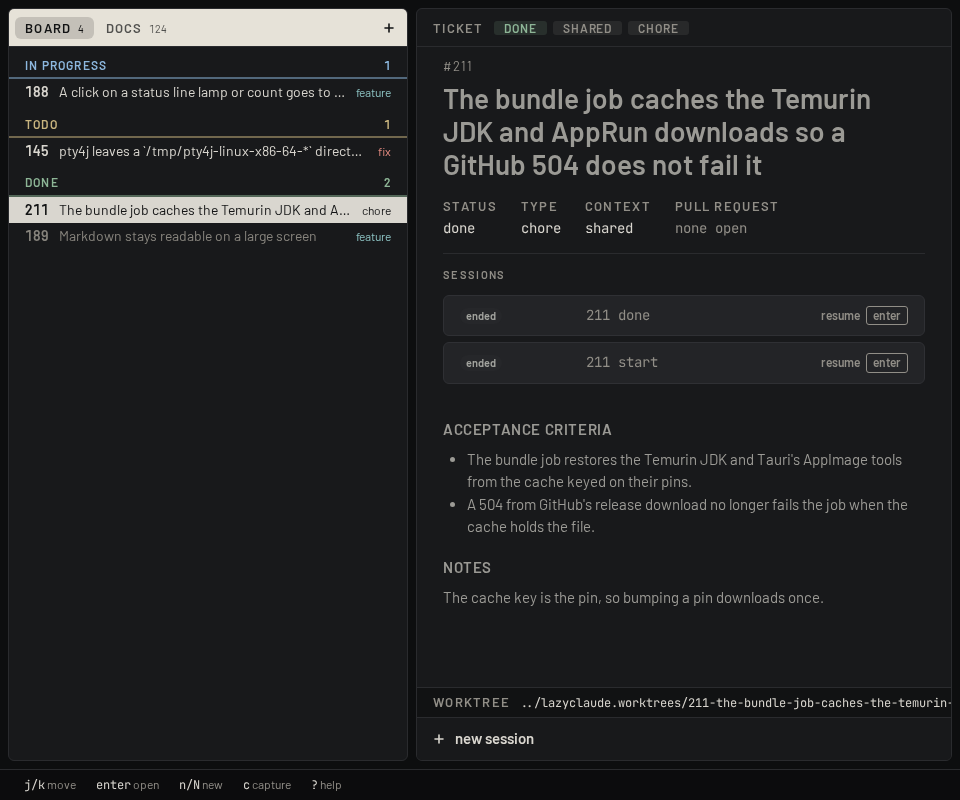 BOARD 4 DOCS 124 +
IN PROGRESS 1
188 A click on a status line lamp or count goes to ... feature
TODO 1
145 pty4j leaves a `/tmp/pty4j-linux-x86-64-*` direct... fix
DONE 2
211 The bundle job caches the Temurin JDK and A... chore
189 Markdown stays readable on a large screen feature
TICKET DONE SHARED CHORE
#211
The bundle job caches the Temurin
JDK and AppRun downloads so a
GitHub 504 does not fail it
STATUS TYPE CONTEXT PULL REQUEST
done chore shared none open
SESSIONS
ended 211 done resume enter
ended 211 start resume enter
ACCEPTANCE CRITERIA
• The bundle job restores the Temurin JDK and Tauri's AppImage tools
from the cache keyed on their pins.
• A 504 from GitHub's release download no longer fails the job when the
cache holds the file.
NOTES
The cache key is the pin, so bumping a pin downloads once.
WORKTREE ../lazyclaude.worktrees/211-the-bundle-job-caches-the-temurin-
+ new session
j/k move enter open n/N new c capture ? help